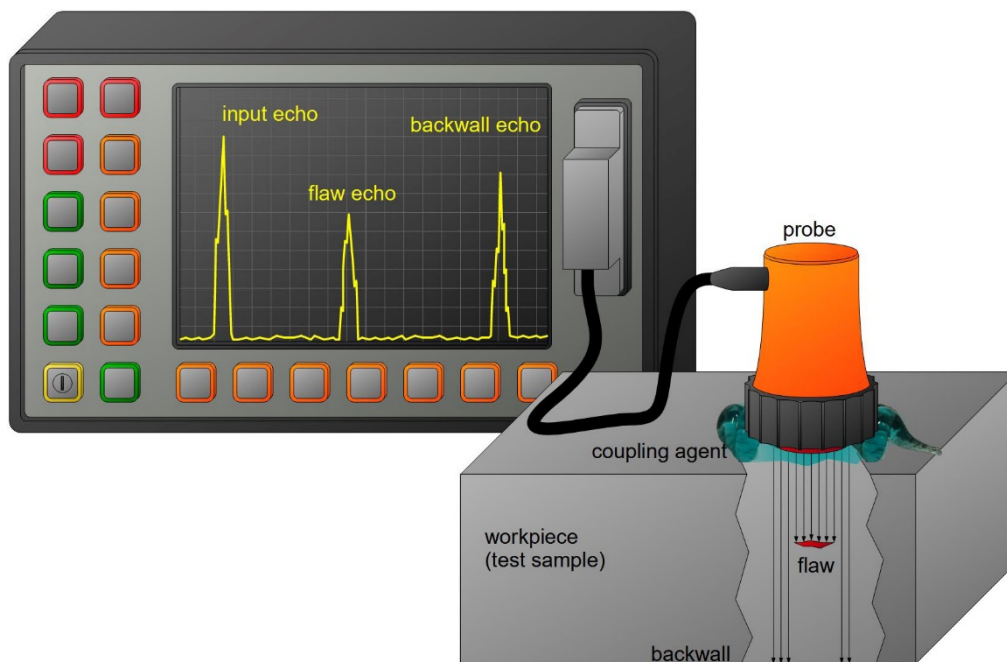 input echo
backwall echo
flaw echo
probe
coupling agent
workpiece
(test sample)
flaw
backwall